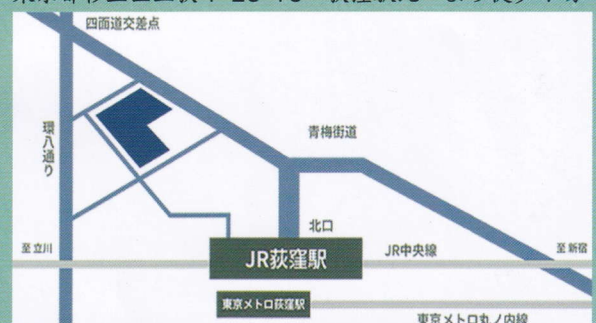 四面道交差点
環八通り
青梅街道
北口
至 立川
JR荻窪駅
JR中央線
至 新宿
東京メトロ荻窪駅
東京メトロ丸ノ内線